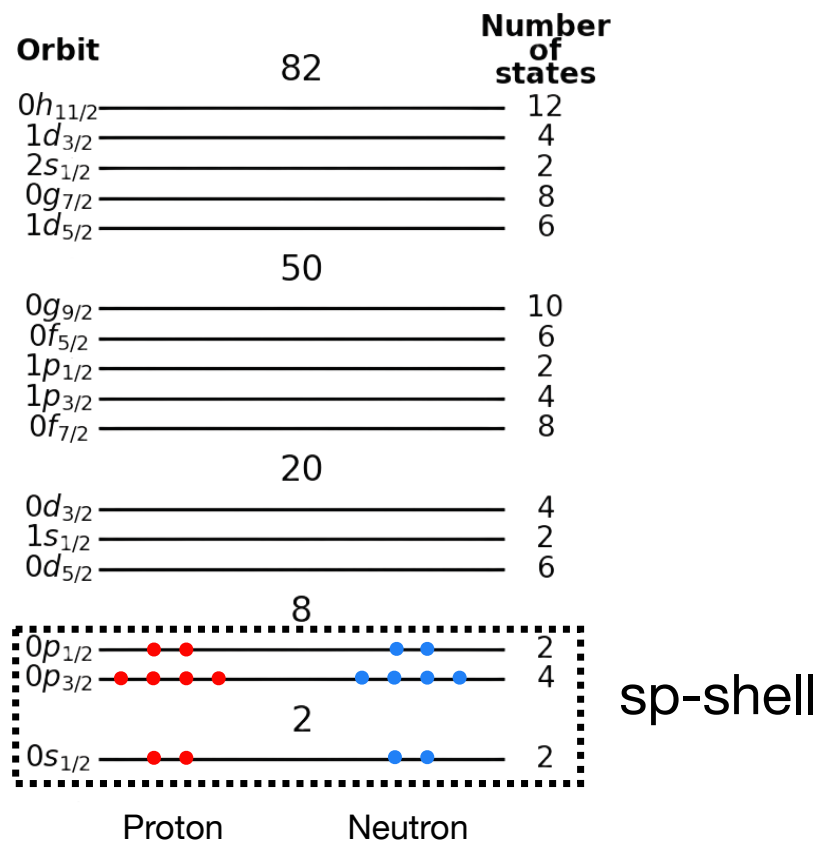 Orbit
Number
of
states
82
0h11/2 12
1d3/2 4
2s1/2 2
0g7/2 8
1d5/2 6
50
0g9/2 10
0f5/2 6
1p1/2 2
1p3/2 4
0f7/2 8
20
0d3/2 4
1s1/2 2
0d5/2 6
8
0p1/2 2
0p3/2 4
sp-shell
2
0s1/2 2
Proton Neutron